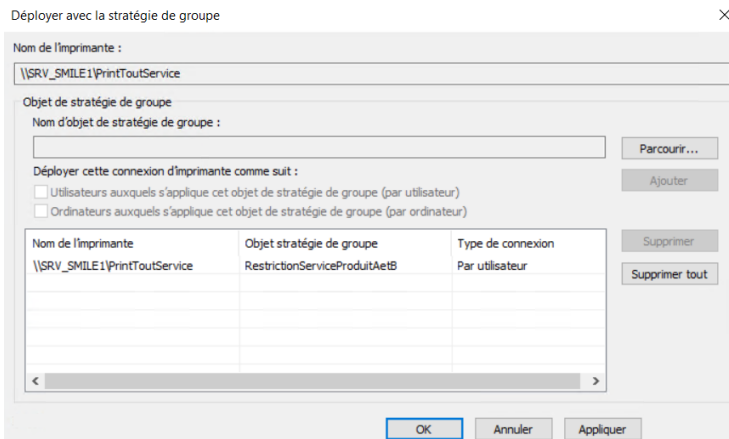 Déployer avec la stratégie de groupe
Nom de l'imprimante :
\\SRV_SMILE1\PrintToutService
Objet de stratégie de groupe
Nom d'objet de stratégie de groupe :
Parcourir...
Déployer cette connexion d'imprimante comme suit :
Ajouter
Utilisateurs auxquels s'applique cet objet de stratégie de groupe (par utilisateur)
Ordinateurs auxquels s'applique cet objet de stratégie de groupe (par ordinateur)
Nom de l'imprimante Objet stratégie de groupe Type de connexion
Supprimer
\\SRV_SMILE1\PrintToutService RestrictionServiceProduitAetB Par utilisateur
Supprimer tout
OK Annuler Appliquer